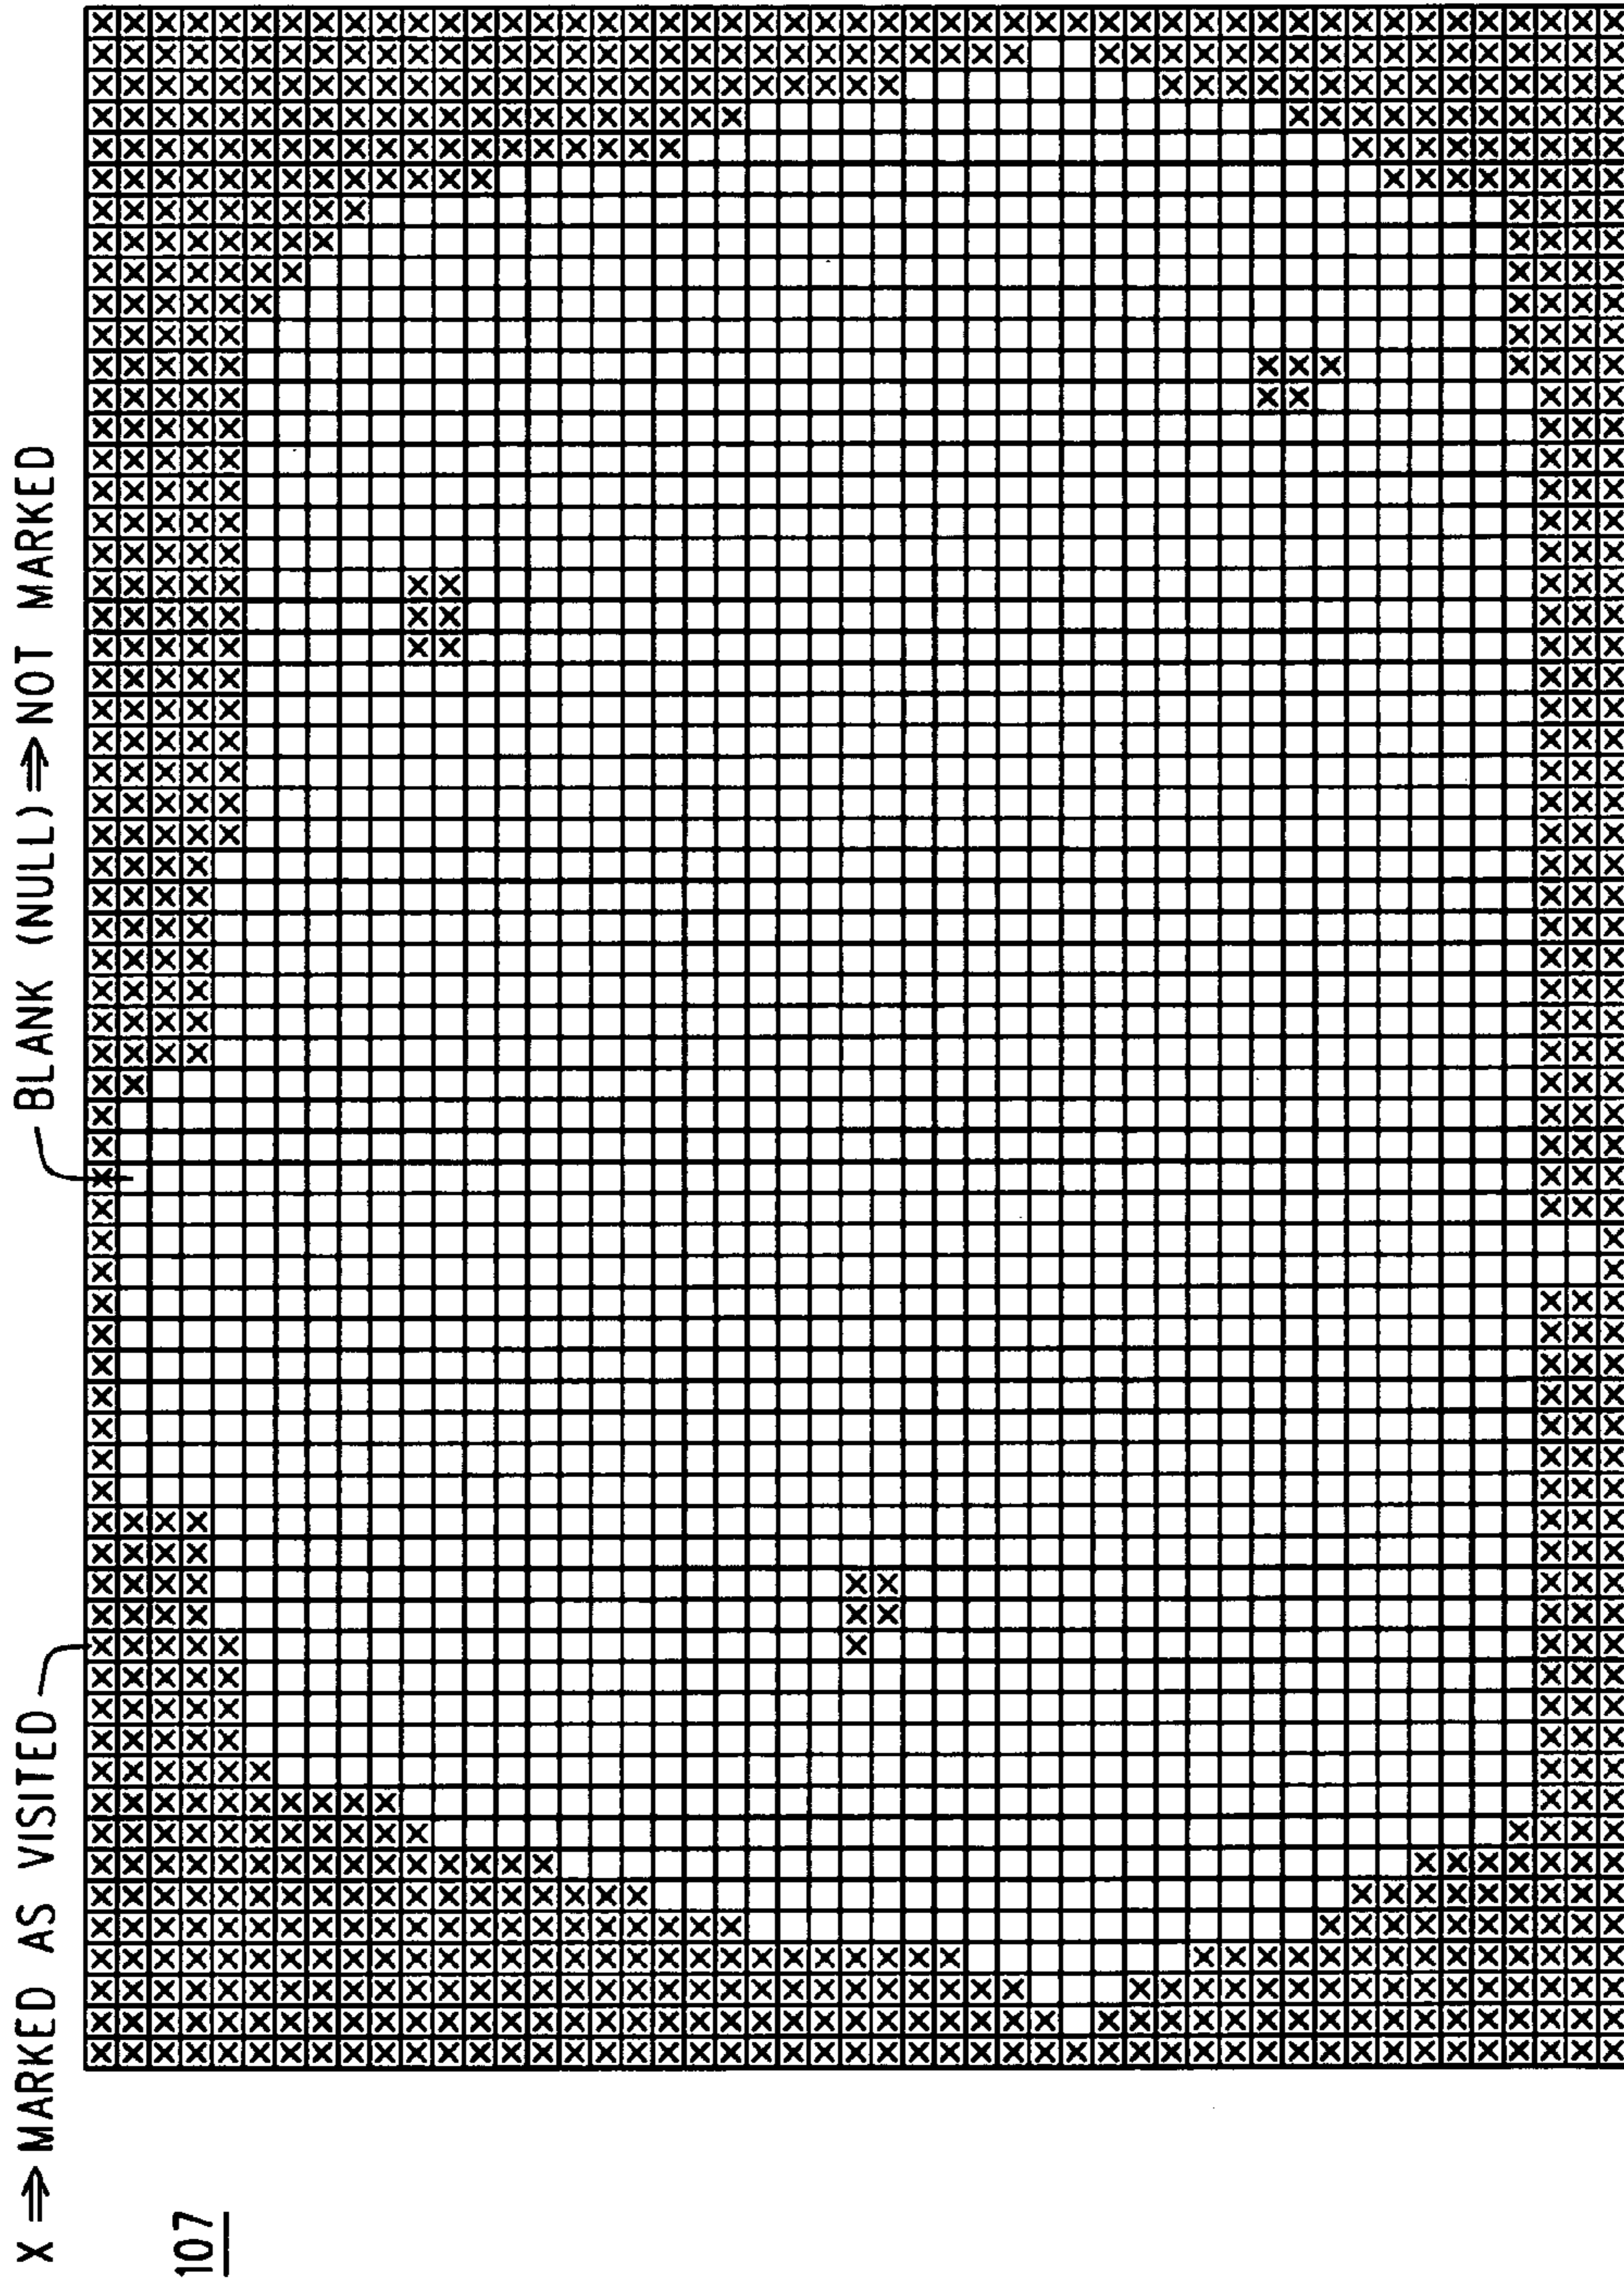 X ⇒ MARKED AS VISITED
BLANK (NULL) ⇒ NOT MARKED
107